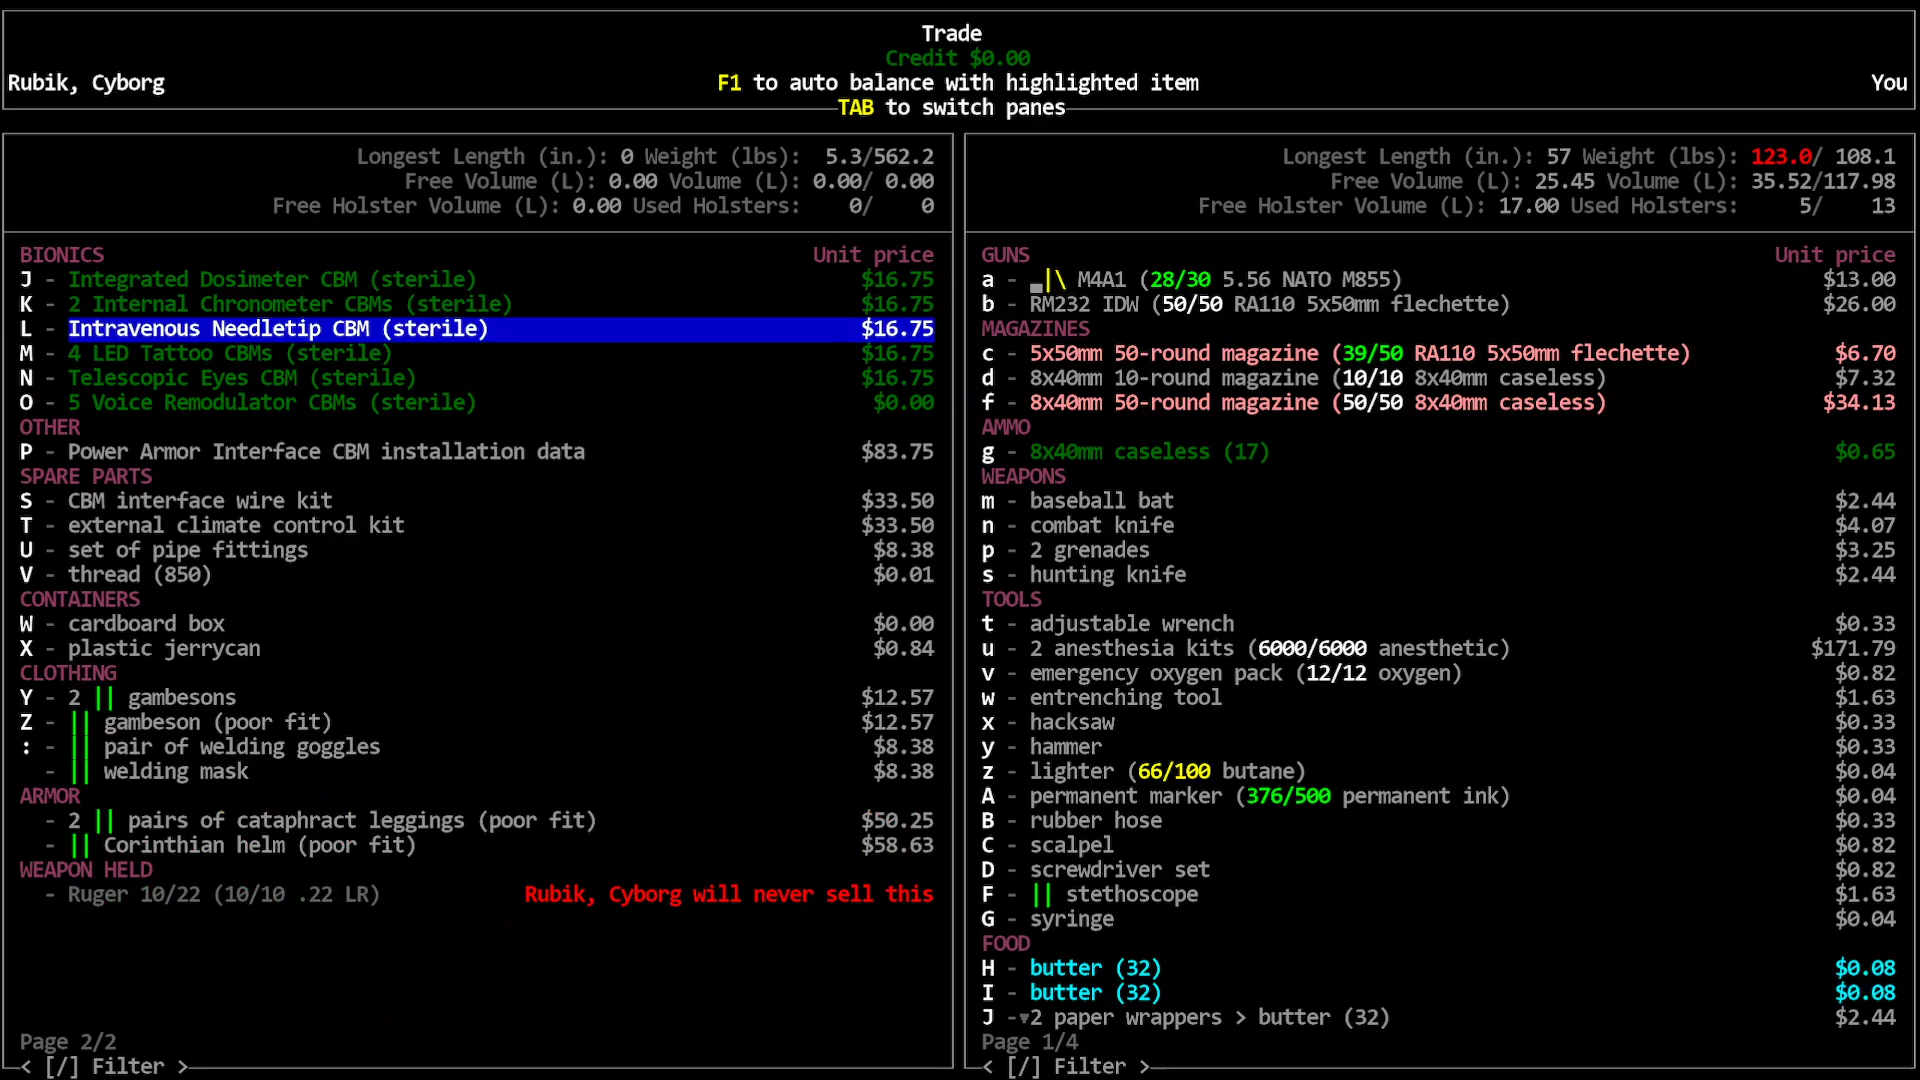 Trade
Credit $0.00
Rubik, Cyborg F1 to auto balance with highlighted item You
TAB to switch panes
Longest Length (in.): 0 Weight (lbs): 5.3/562.2
Free Volume (L): 0.00 Volume (L): 0.00/ 0.00
Free Holster Volume (L): 0.00 Used Holsters: 0/ 0
BIONICS Unit price
J - Integrated Dosimeter CBM (sterile) $16.75
K - 2 Internal Chronometer CBMs (sterile) $16.75
L - Intravenous Needletip CBM (sterile) $16.75
M - 4 LED Tattoo CBMs (sterile) $16.75
N - Telescopic Eyes CBM (sterile) $16.75
O - 5 Voice Remodulator CBMs (sterile) $0.00
OTHER
P - Power Armor Interface CBM installation data $83.75
SPARE PARTS
S - CBM interface wire kit $33.50
T - external climate control kit $33.50
U - set of pipe fittings $8.38
V - thread (850) $0.01
CONTAINERS
W - cardboard box $0.00
X - plastic jerrycan $0.84
CLOTHING
Y - 2 || gambesons $12.57
Z - || gambeson (poor fit) $12.57
: - || pair of welding goggles $8.38
- || welding mask $8.38
ARMOR
- 2 || pairs of cataphract leggings (poor fit) $50.25
- || Corinthian helm (poor fit) $58.63
WEAPON HELD
- Ruger 10/22 (10/10 .22 LR) Rubik, Cyborg will never sell this
Page 2/2
< [/] Filter >
Longest Length (in.): 57 Weight (lbs): 123.0/ 108.1
Free Volume (L): 25.45 Volume (L): 35.52/117.98
Free Holster Volume (L): 17.00 Used Holsters: 5/ 13
GUNS Unit price
a - ▄|\ M4A1 (28/30 5.56 NATO M855) $13.00
b - RM232 IDW (50/50 RA110 5x50mm flechette) $26.00
MAGAZINES
c - 5x50mm 50-round magazine (39/50 RA110 5x50mm flechette) $6.70
d - 8x40mm 10-round magazine (10/10 8x40mm caseless) $7.32
f - 8x40mm 50-round magazine (50/50 8x40mm caseless) $34.13
AMMO
g - 8x40mm caseless (17) $0.65
WEAPONS
m - baseball bat $2.44
n - combat knife $4.07
p - 2 grenades $3.25
s - hunting knife $2.44
TOOLS
t - adjustable wrench $0.33
u - 2 anesthesia kits (6000/6000 anesthetic) $171.79
v - emergency oxygen pack (12/12 oxygen) $0.82
w - entrenching tool $1.63
x - hacksaw $0.33
y - hammer $0.33
z - lighter (66/100 butane) $0.04
A - permanent marker (376/500 permanent ink) $0.04
B - rubber hose $0.33
C - scalpel $0.82
D - screwdriver set $0.82
F - || stethoscope $1.63
G - syringe $0.04
FOOD
H - butter (32) $0.08
I - butter (32) $0.08
J -▾2 paper wrappers > butter (32) $2.44
Page 1/4
< [/] Filter >